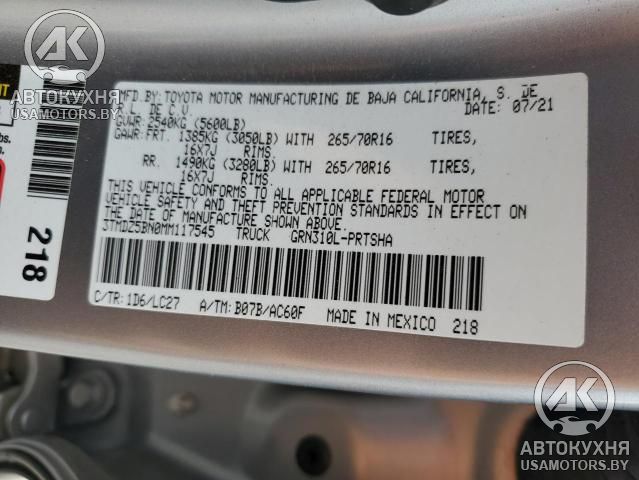 АК
АВТОКУХНЯ
USAMOTORS.BY
218
MFD.BY: TOYOTA MOTOR MANUFACTURING DE BAJA CALIFORNIA, S. DE
R.L. DE C.V. DATE: 07/21
GVWR: 2540KG (5600LB)
GAWR: FRT. 1385KG (3050LB) WITH 265/70R16 TIRES,
16X7J RIMS.
RR. 1490KG (3280LB) WITH 265/70R16 TIRES,
16X7J RIMS.
THIS VEHICLE CONFORMS TO ALL APPLICABLE FEDERAL MOTOR
VEHICLE SAFETY AND THEFT PREVENTION STANDARDS IN EFFECT ON
THE DATE OF MANUFACTURE SHOWN ABOVE.
3TMDZ5BN0MM117545 TRUCK GRN310L-PRTSHA
C/TR: 1D6/LC27 A/TM: B07B/AC60F MADE IN MEXICO 218
АК
АВТОКУХНЯ
USAMOTORS.BY